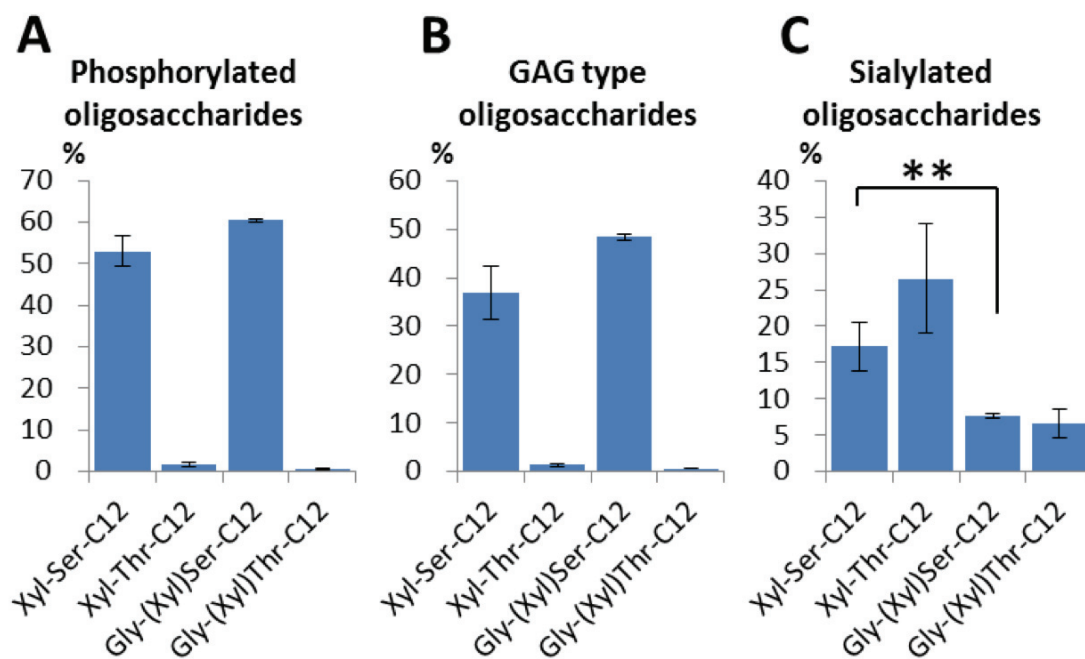 A
Phosphorylated
oligosaccharides
%
70
60
50
40
30
20
10
0
Xyl-Ser-C12
Xyl-Thr-C12
Gly-(Xyl)Ser-C12
Gly-(Xyl)Thr-C12
B
GAG type
oligosaccharides
%
60
50
40
30
20
10
0
Xyl-Ser-C12
Xyl-Thr-C12
Gly-(Xyl)Ser-C12
Gly-(Xyl)Thr-C12
C
Sialylated
oligosaccharides
%
40
35
30
25
20
15
10
5
0
**
Xyl-Ser-C12
Xyl-Thr-C12
Gly-(Xyl)Ser-C12
Gly-(Xyl)Thr-C12